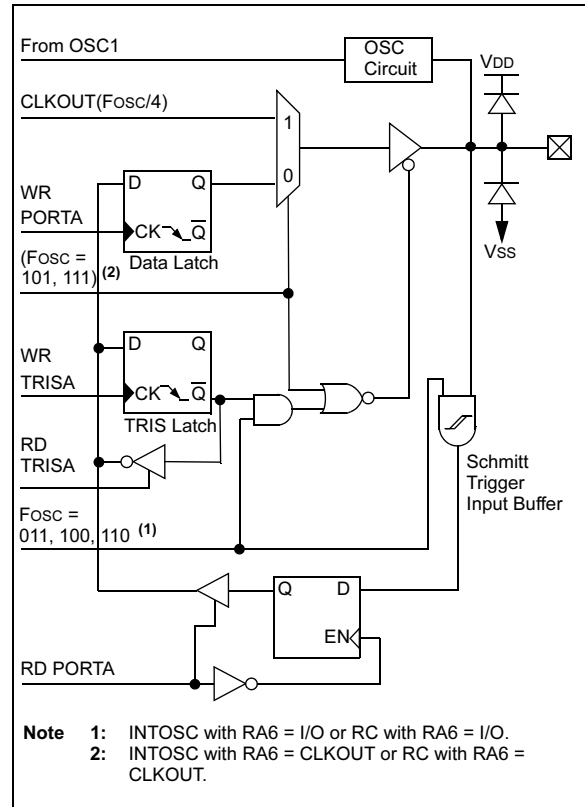 From OSC1
OSC
Circuit
VDD
CLKOUT(FOSC/4)
1
0
WR
PORTA
D Q
CK Q̅
Data Latch
VSS
(FOSC =
101, 111) (2)
WR
TRISA
D Q
CK Q̅
TRIS Latch
RD
TRISA
Schmitt
Trigger
Input Buffer
FOSC =
011, 100, 110 (1)
Q D
EN
RD PORTA
Note 1: INTOSC with RA6 = I/O or RC with RA6 = I/O.
2: INTOSC with RA6 = CLKOUT or RC with RA6 =
CLKOUT.